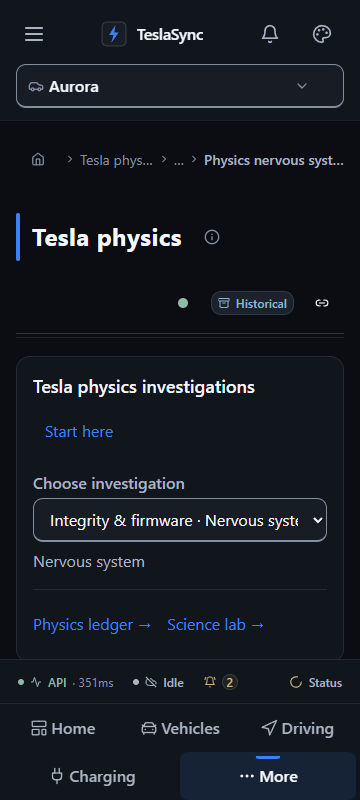 TeslaSync
Aurora
Tesla phys... ... Physics nervous syst...
Tesla physics
Historical
Tesla physics investigations
Start here
Choose investigation
Integrity & firmware · Nervous syste
Nervous system
Physics ledger → Science lab →
API · 351ms Idle 2 Status
Home Vehicles Driving
Charging ... More